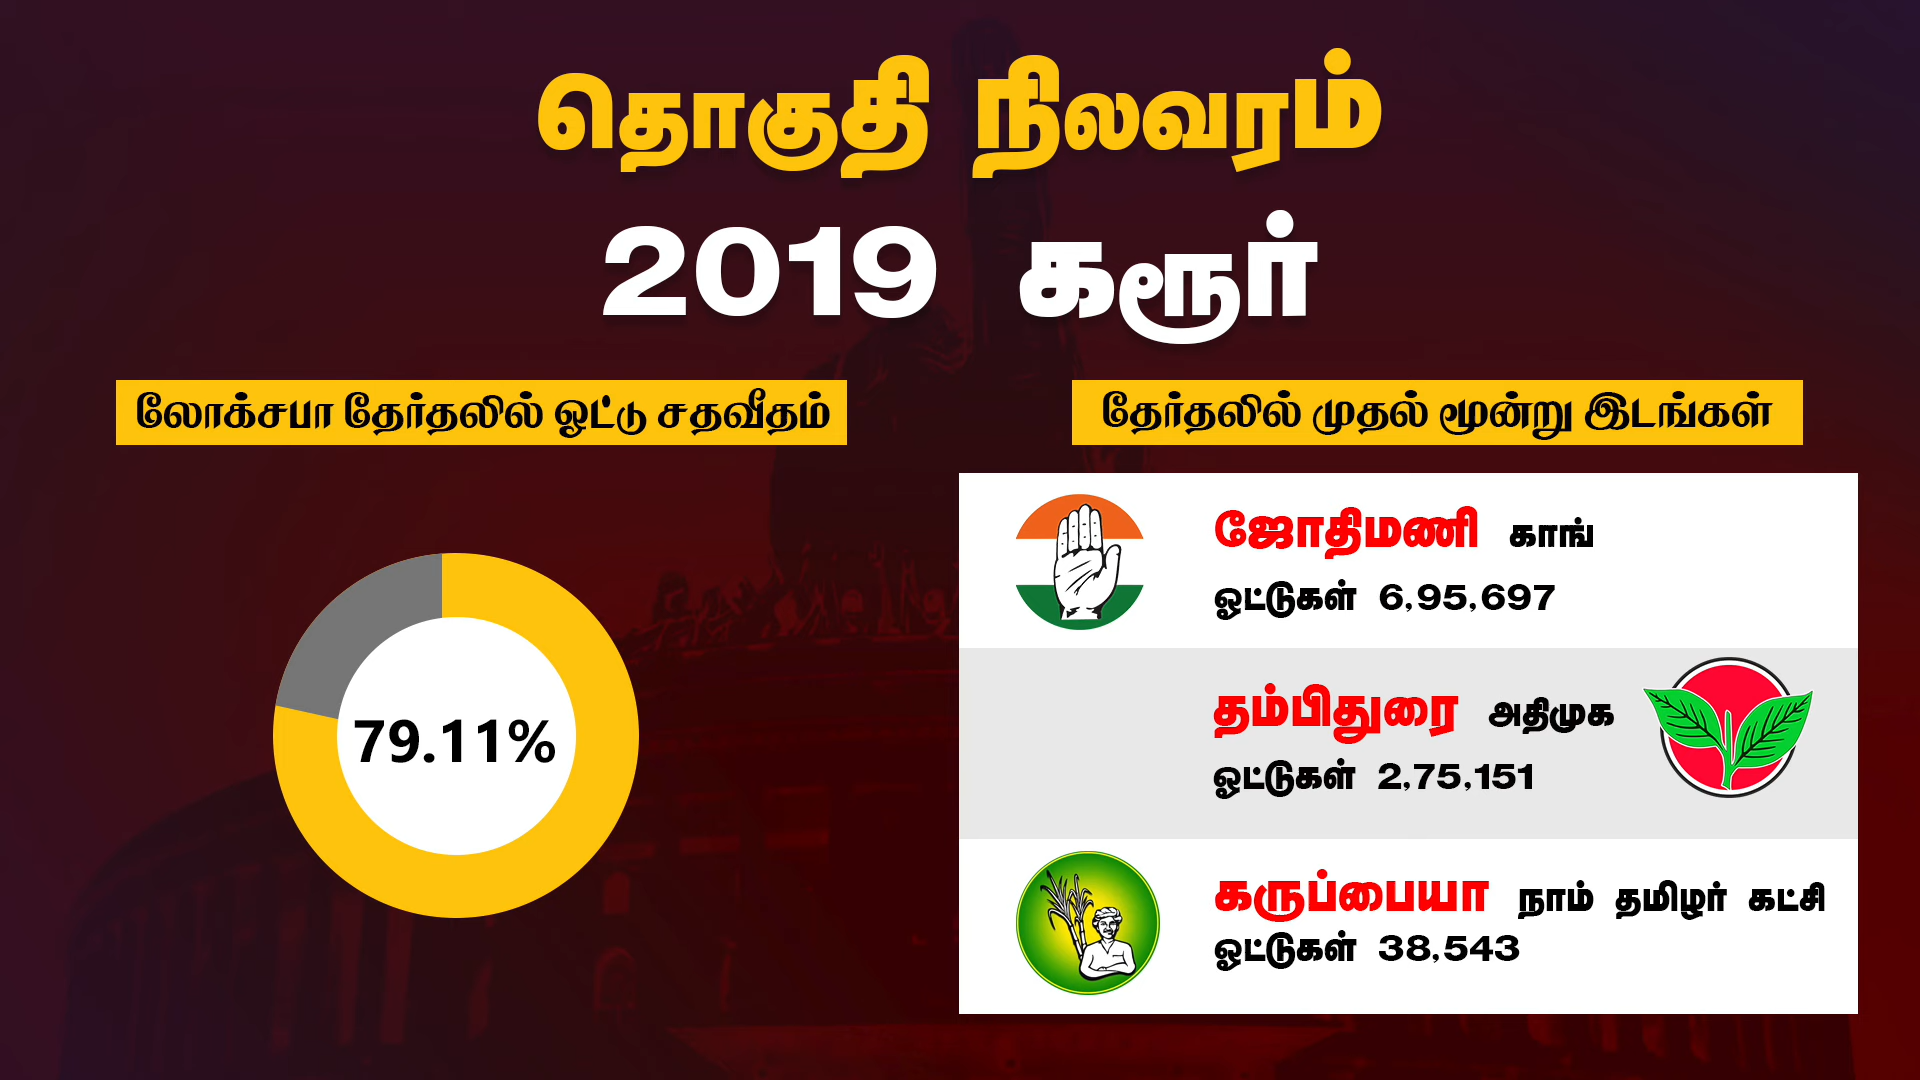 தொகுதி நிலவரம்
2019 கரூர்
லோக்சபா தேர்தலில் ஓட்டு சதவீதம்
79.11%
தேர்தலில் முதல் மூன்று இடங்கள்
ஜோதிமணி காங்
ஓட்டுகள் 6,95,697
தம்பிதுரை அதிமுக
ஓட்டுகள் 2,75,151
கருப்பையா நாம் தமிழர் கட்சி
ஓட்டுகள் 38,543